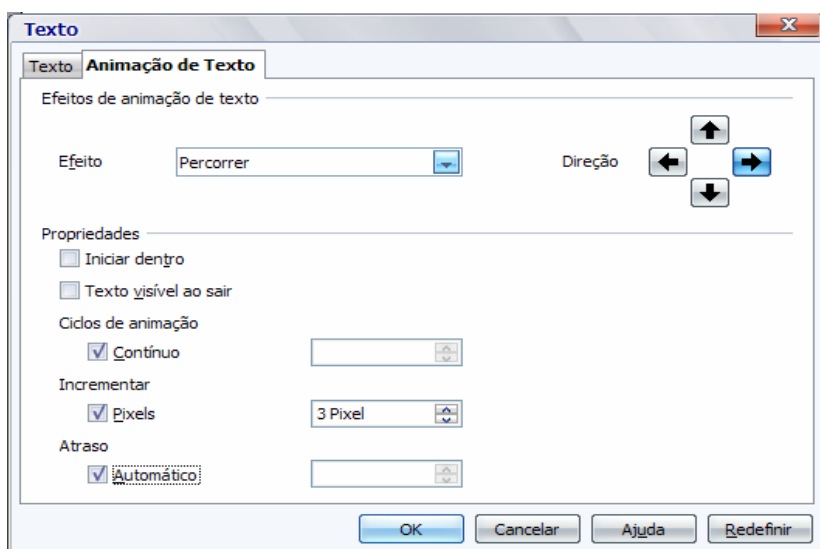 Texto
Texto Animação de Texto
Efeitos de animação de texto
Efeito Percorrer Direção
Propriedades
Iniciar dentro
Texto visível ao sair
Ciclos de animação
Contínuo
Incrementar
Pixels 3 Pixel
Atraso
Automático
OK Cancelar Ajuda Redefinir